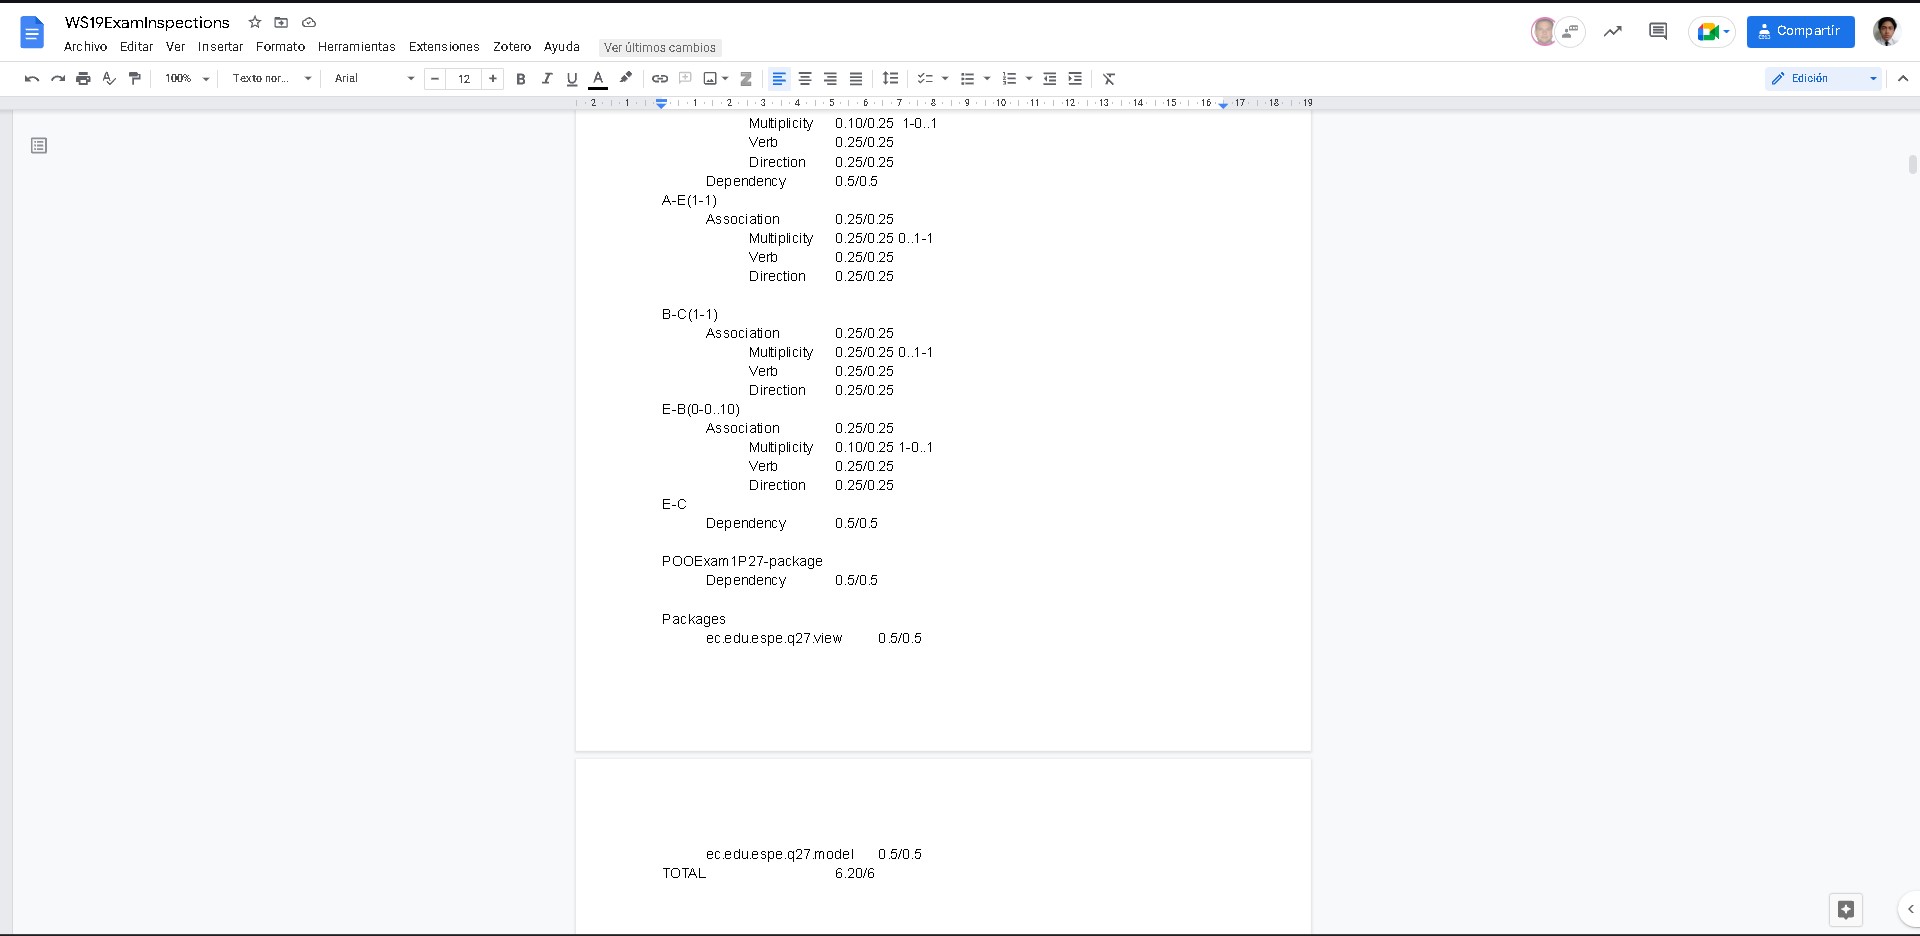 WS19ExamInspections
Archivo Editar Ver Insertar Formato Herramientas Extensiones Zotero Ayuda Ver últimos cambios
Compartir
100% Texto nor... Arial − 12 + B I U A Z Edición
2 1 1 2 3 4 5 6 7 8 9 10 11 12 13 14 15 16 17 18 19
Multiplicity 0.10/0.25 1-0..1
Verb 0.25/0.25
Direction 0.25/0.25
Dependency 0.5/0.5
A-E(1-1)
Association 0.25/0.25
Multiplicity 0.25/0.25 0..1-1
Verb 0.25/0.25
Direction 0.25/0.25
B-C(1-1)
Association 0.25/0.25
Multiplicity 0.25/0.25 0..1-1
Verb 0.25/0.25
Direction 0.25/0.25
E-B(0-0..10)
Association 0.25/0.25
Multiplicity 0.10/0.25 1-0..1
Verb 0.25/0.25
Direction 0.25/0.25
E-C
Dependency 0.5/0.5
POOExam1P27-package
Dependency 0.5/0.5
Packages
ec.edu.espe.q27.view 0.5/0.5
ec.edu.espe.q27.model 0.5/0.5
TOTAL 6.20/6